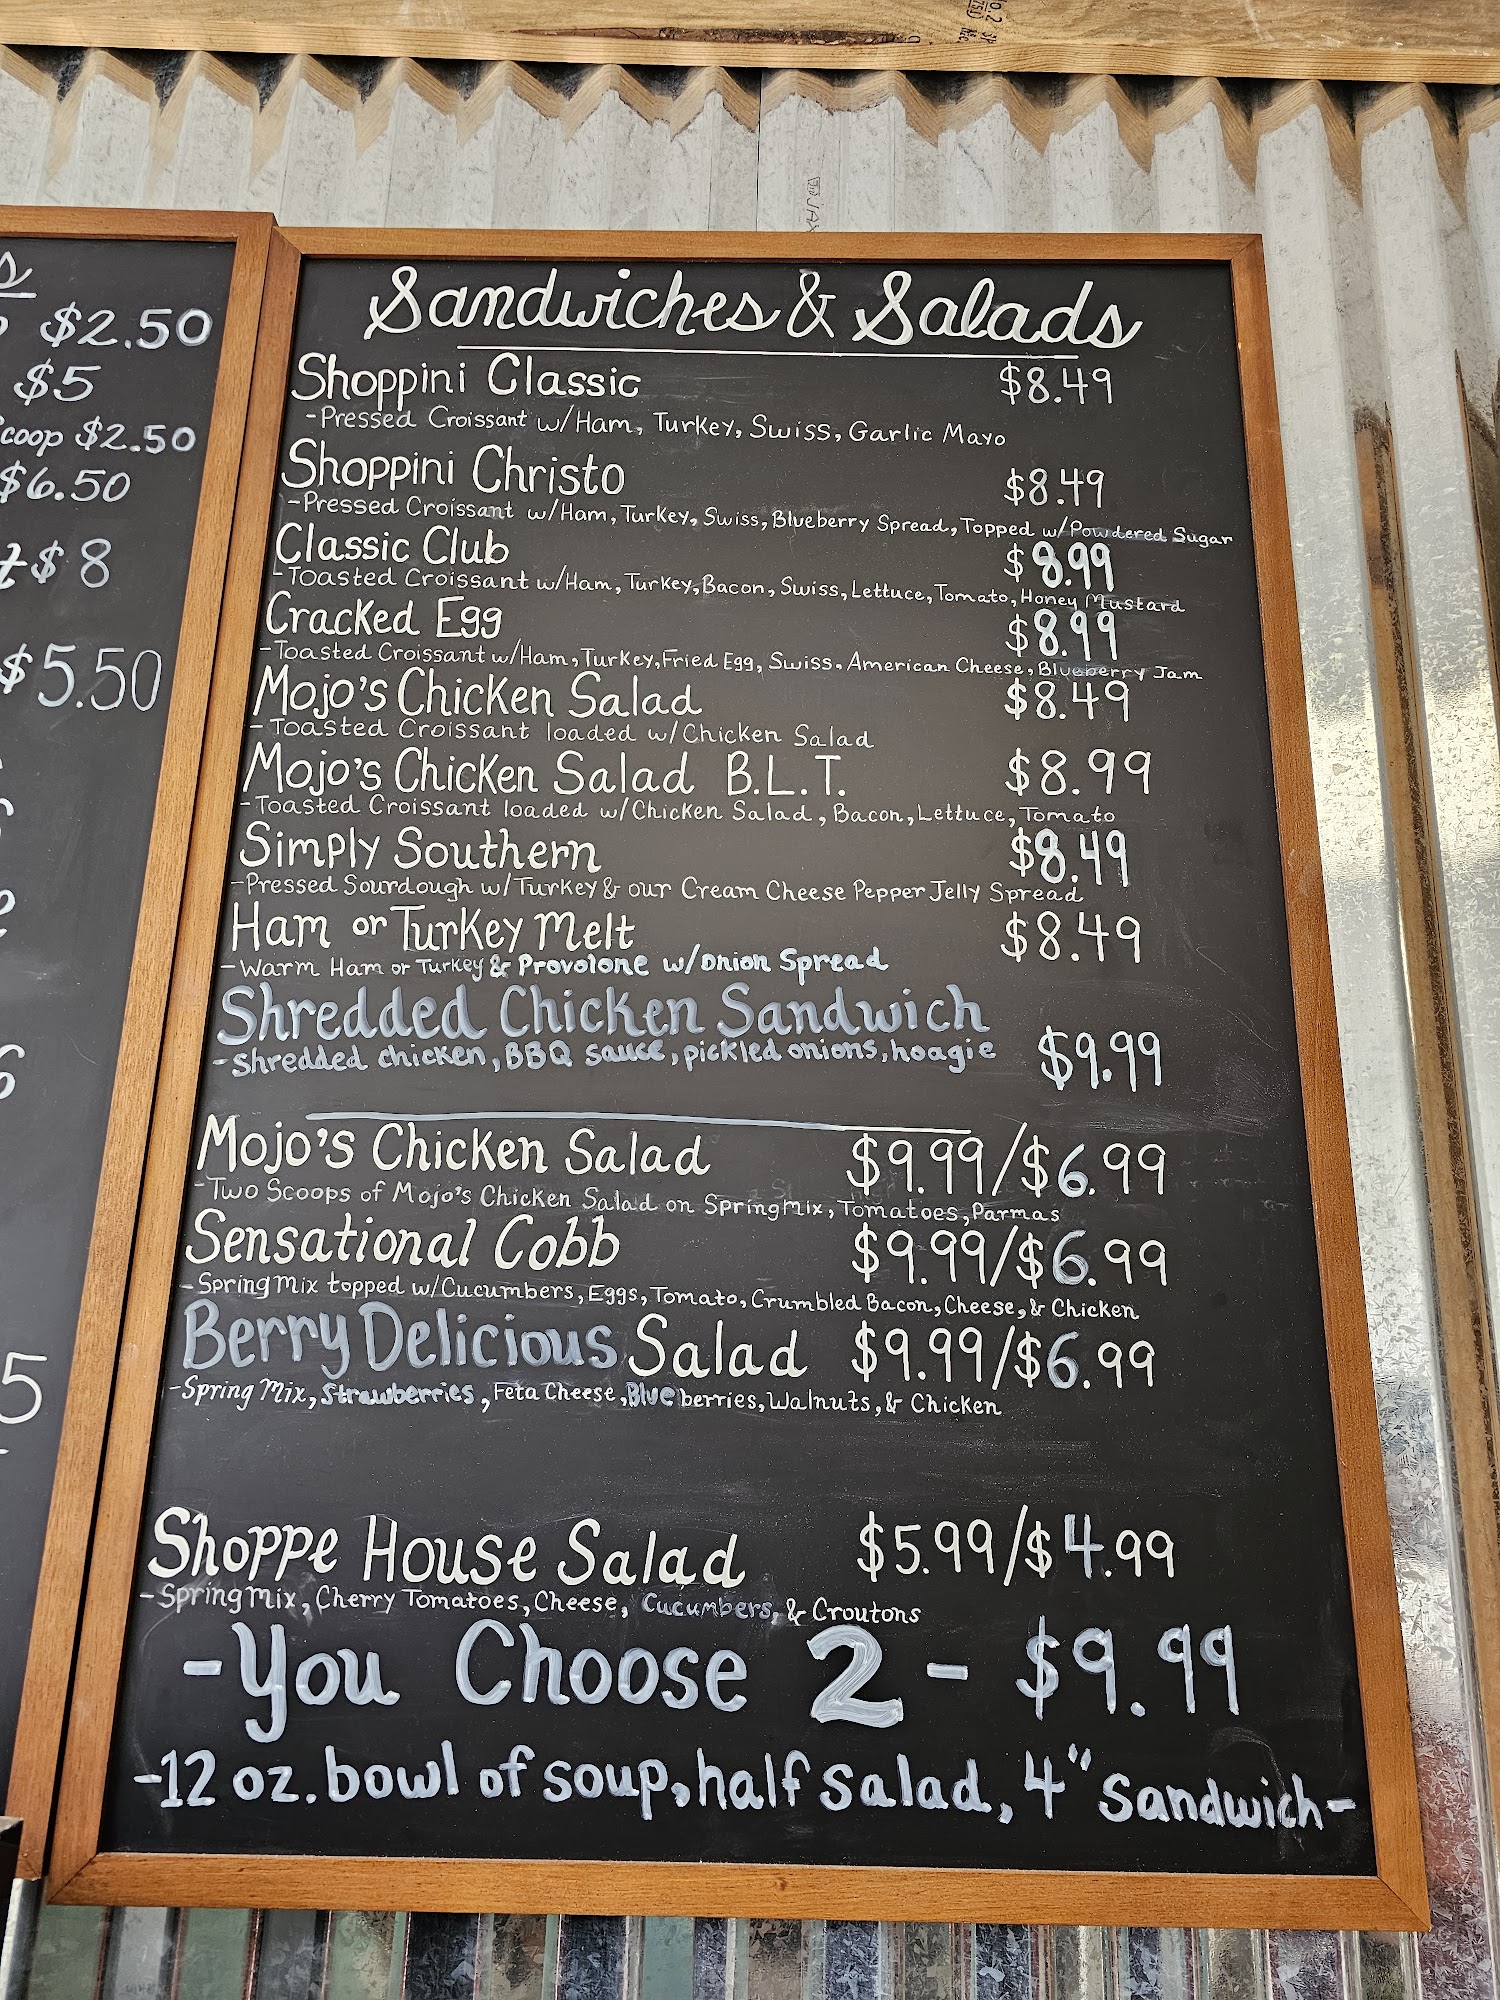 $2.50
$5
coop $2.50
$6.50
t $8
$5.50
5
Sandwiches & Salads
Shoppini Classic $8.49
-Pressed Croissant w/Ham, Turkey, Swiss, Garlic Mayo
Shoppini Christo $8.49
-Pressed Croissant w/Ham, Turkey, Swiss, Blueberry Spread, Topped w/Powdered Sugar
Classic Club $8.99
-Toasted Croissant w/Ham, Turkey, Bacon, Swiss, Lettuce, Tomato, Honey Mustard
Cracked Egg $8.99
-Toasted Croissant w/Ham, Turkey, Fried Egg, Swiss, American Cheese, Blueberry Jam
Mojo's Chicken Salad $8.49
-Toasted Croissant loaded w/Chicken Salad
Mojo's Chicken Salad B.L.T. $8.99
-Toasted Croissant loaded w/Chicken Salad, Bacon, Lettuce, Tomato
Simply Southern $8.49
-Pressed Sourdough w/Turkey & our Cream Cheese Pepper Jelly Spread
Ham or Turkey Melt $8.49
-Warm Ham or Turkey & Provolone w/Onion Spread
Shredded Chicken Sandwich $9.99
-Shredded chicken, BBQ sauce, pickled onions, hoagie
Mojo's Chicken Salad $9.99/$6.99
-Two Scoops of Mojo's Chicken Salad on Spring Mix, Tomatoes, Parmas
Sensational Cobb $9.99/$6.99
-Spring Mix topped w/Cucumbers, Eggs, Tomato, Crumbled Bacon, Cheese, & Chicken
Berry Delicious Salad $9.99/$6.99
-Spring Mix, Strawberries, Feta Cheese, Blueberries, Walnuts, & Chicken
Shoppe House Salad $5.99/$4.99
-Spring Mix, Cherry Tomatoes, Cheese, Cucumbers, & Croutons
-You Choose 2- $9.99
-12 oz. bowl of soup, half salad, 4" sandwich-